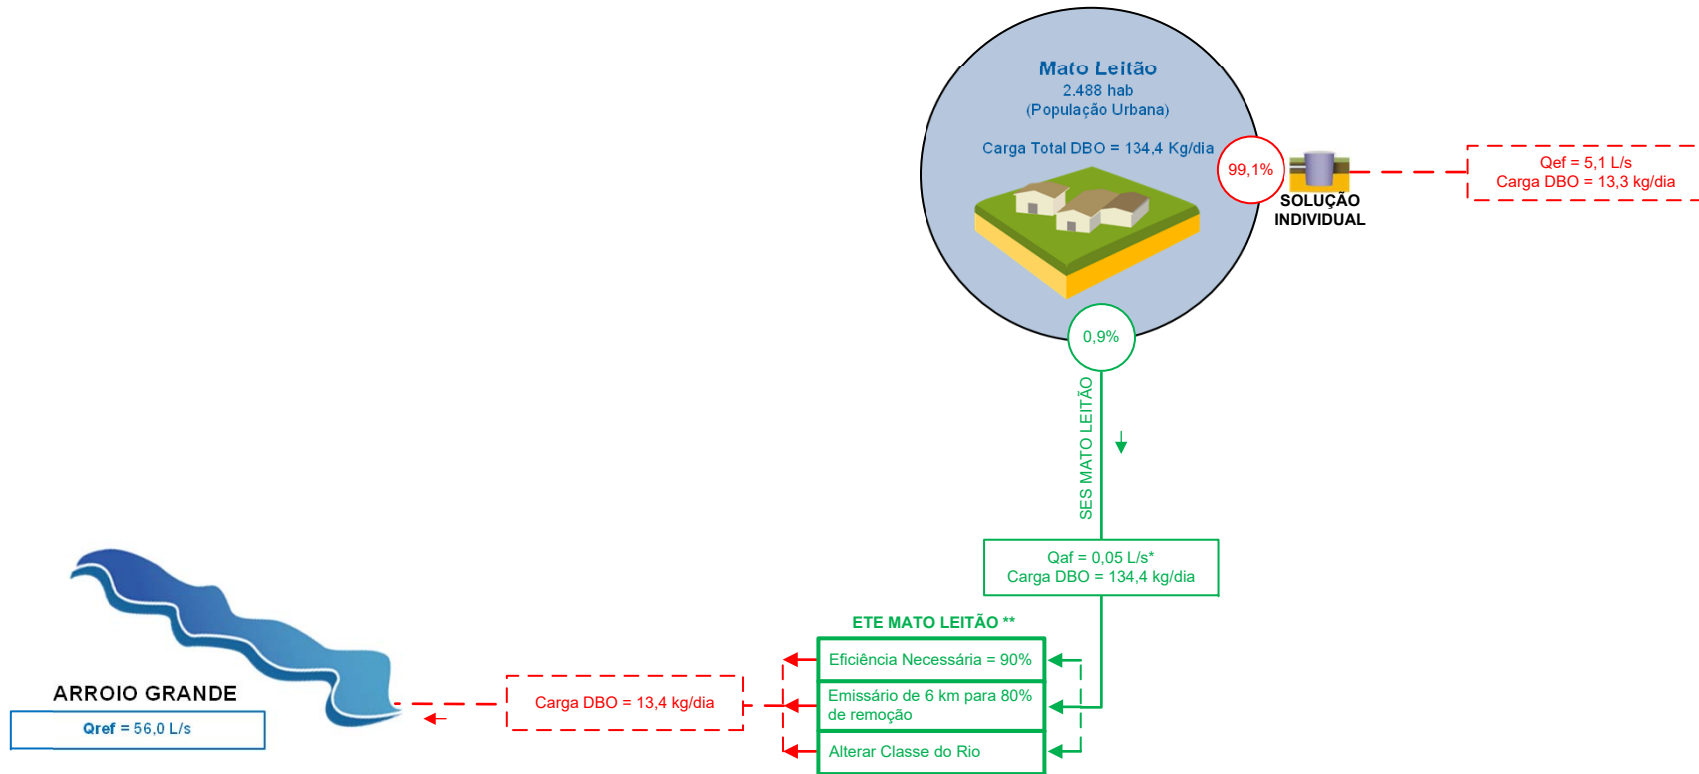 Mato Leitão
2.488 hab
(População Urbana)
Carga Total DBO = 134,4 Kg/dia
99,1%
SOLUÇÃO
INDIVIDUAL
Qef = 5,1 L/s
Carga DBO = 13,3 kg/dia
0,9%
SES MATO LEITÃO
Qaf = 0,05 L/s*
Carga DBO = 134,4 kg/dia
ETE MATO LEITÃO **
Eficiência Necessária = 90%
Emissário de 6 km para 80%
de remoção
Alterar Classe do Rio
Carga DBO = 13,4 kg/dia
ARROIO GRANDE
Qref = 56,0 L/s